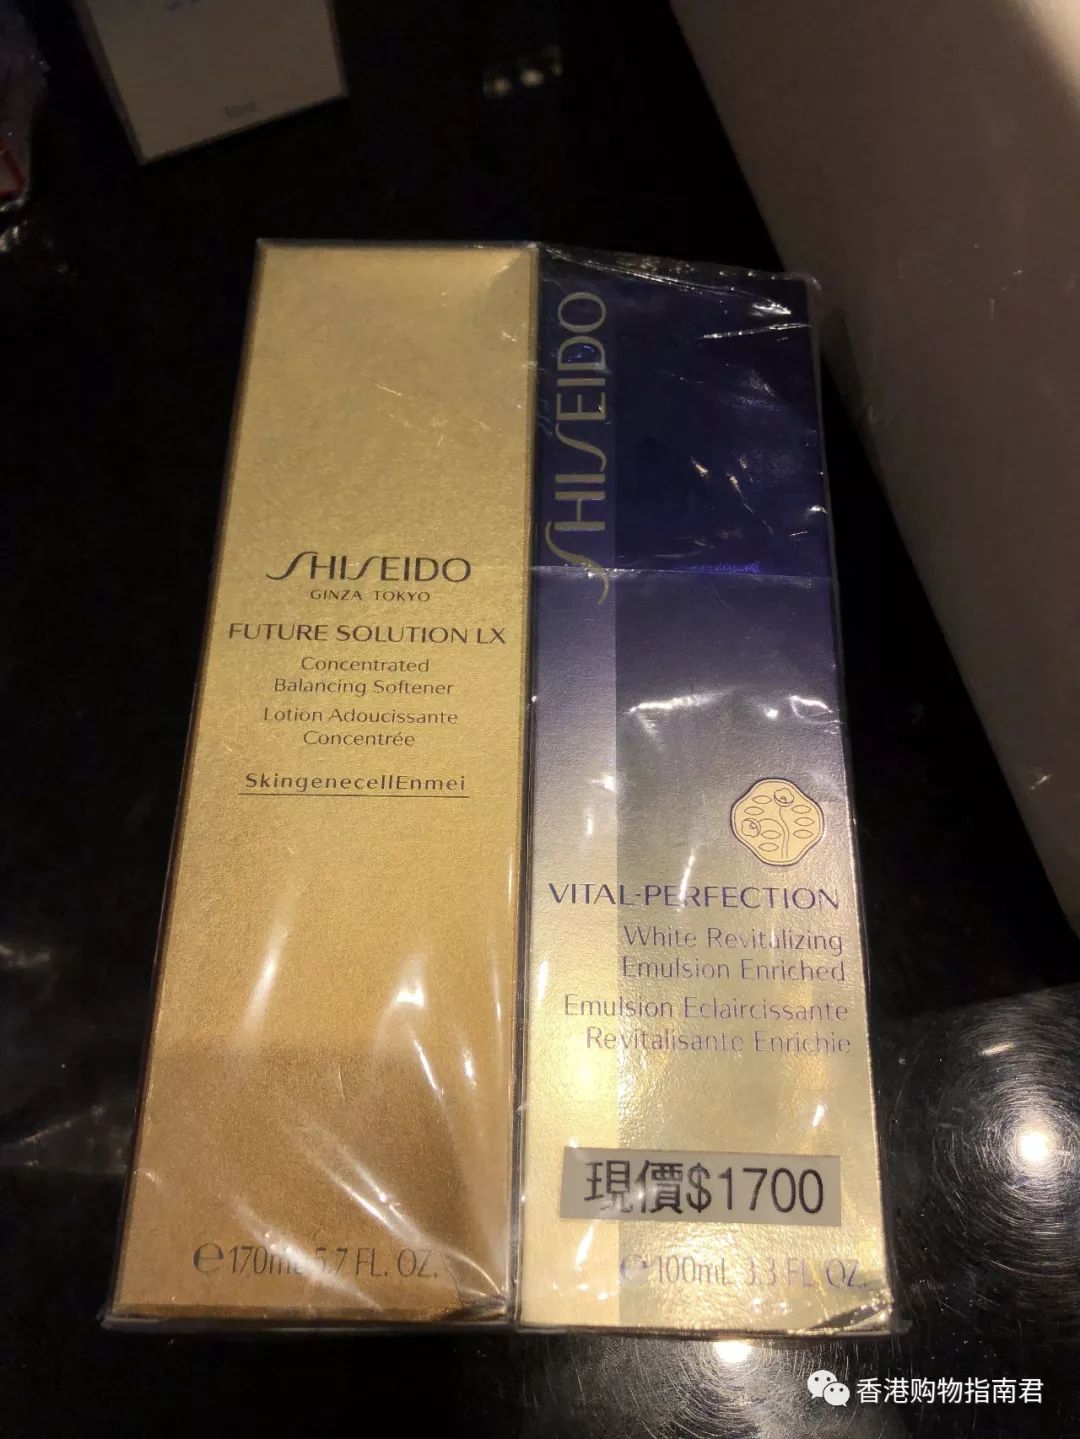 SHISEIDO
GINZA TOKYO
FUTURE SOLUTION LX
Concentrated
Balancing Softener
Lotion Adoucissante
Concentrée
SkingenecellEnmei
e170mL 5.7 FL. OZ.
SHISEIDO
VITAL-PERFECTION
White Revitalizing
Emulsion Enriched
Emulsion Eclaircissante
Revitalisante Enrichie
現價$1700
e100mL 3.3 FL. OZ.
香港购物指南君